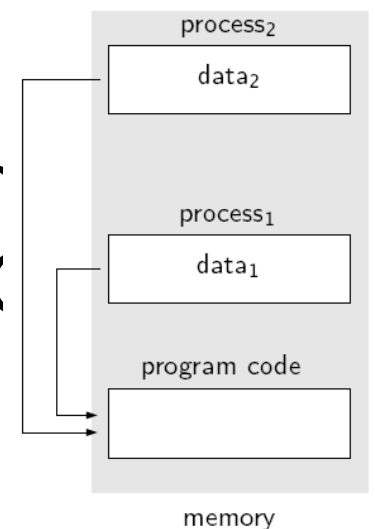 process₂
data₂
process₁
data₁
program code
memory